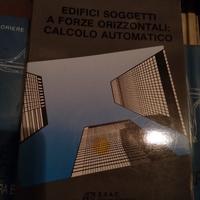 EDIFICI SOGGETTI
A FORZE ORIZZONTALI:
CALCOLO AUTOMATICO